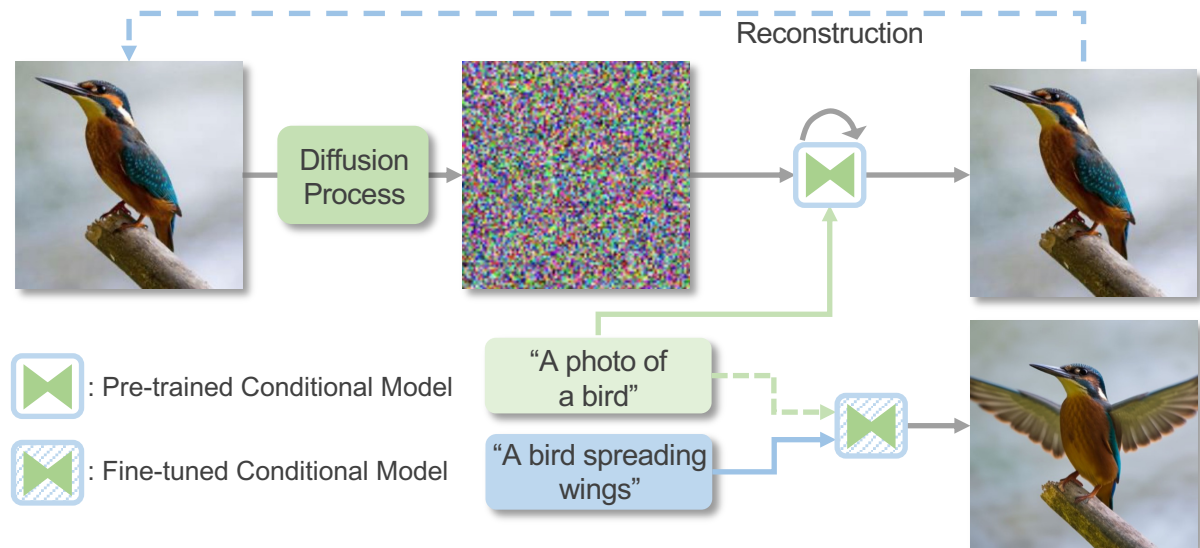 Reconstruction
Diffusion
Process
“A photo of
a bird”
“A bird spreading
wings”
: Pre-trained Conditional Model
: Fine-tuned Conditional Model